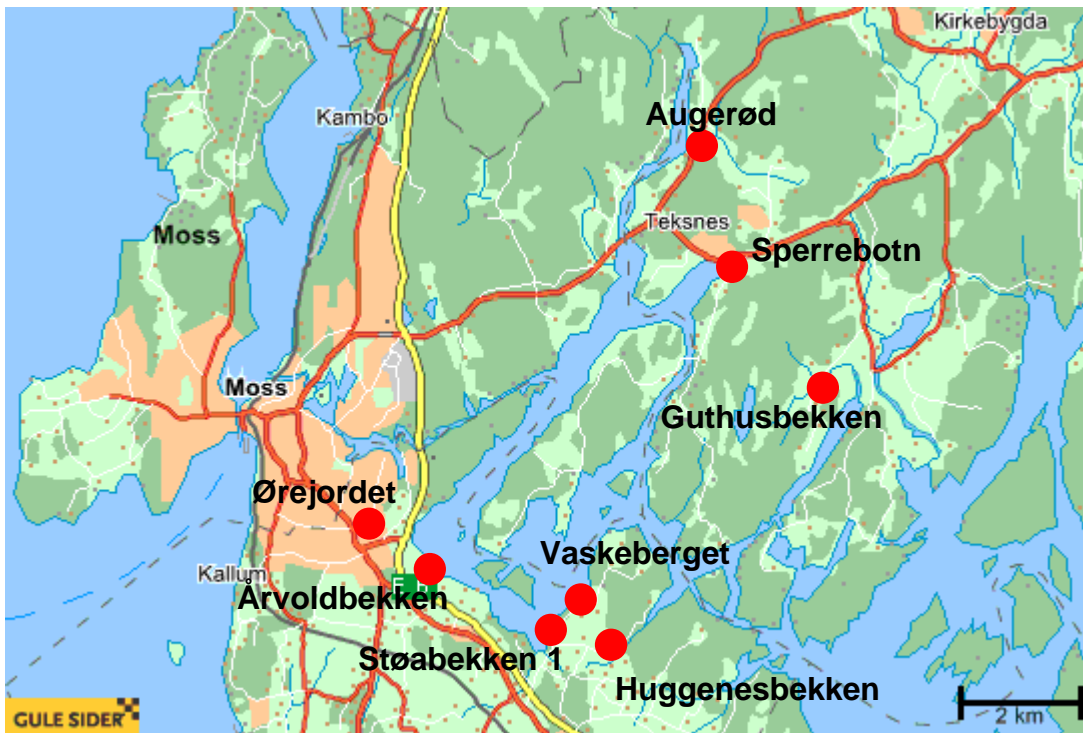 Kirkebygda
Kambo
Augerød
Teksnes
Moss
Sperrebotn
Moss
Guthusbekken
Ørejordet
Vaskeberget
Kallum
E 6
Årvoldbekken
Støabekken 1
Huggenesbekken
GULE SIDER
2 km